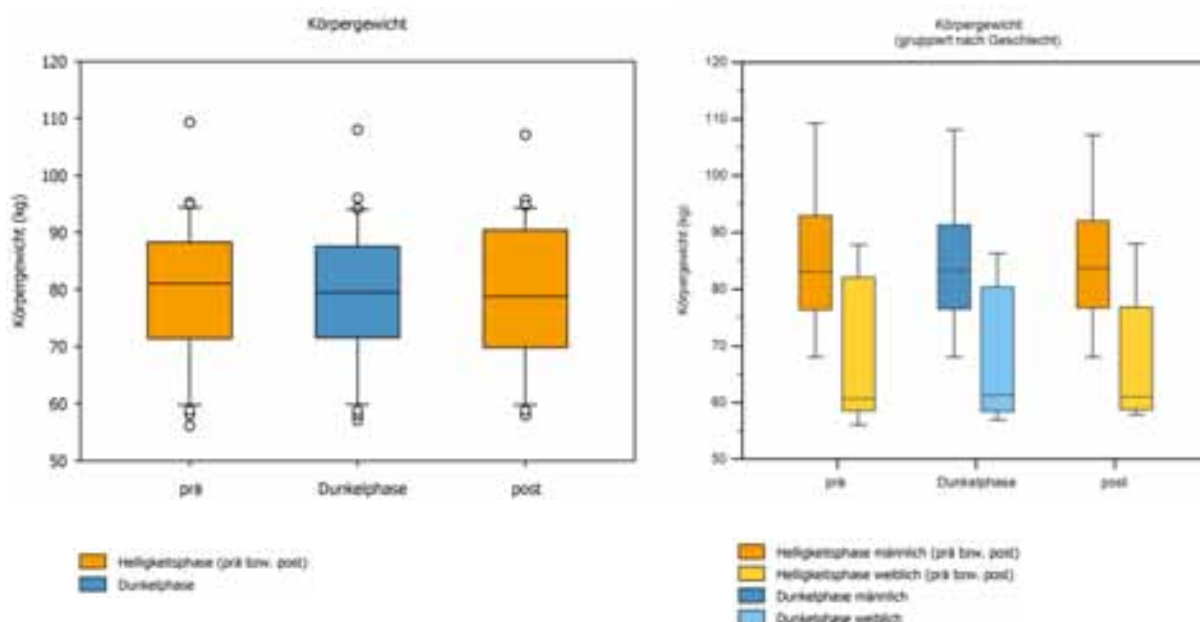 Körpergewicht
120
110
100
90
80
70
60
50
Körpergewicht (kg)
prä
Dunkelphase
post
Helligkeitsphase (prä bzw. post)
Dunkelphase
Körpergewicht
(gruppiert nach Geschlecht)
120
110
100
90
80
70
60
50
Körpergewicht (kg)
prä
Dunkelphase
post
Helligkeitsphase männlich (prä bzw. post)
Helligkeitsphase weiblich (prä bzw. post)
Dunkelphase männlich
Dunkelphase weiblich